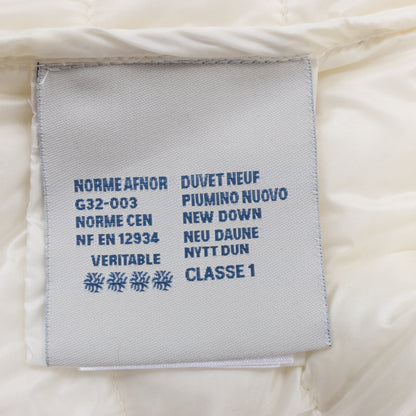 NORME AFNOR
G32-003
NORME CEN
NF EN 12934
VERITABLE
DUVET NEUF
PIUMINO NUOVO
NEW DOWN
NEU DAUNE
NYTT DUN
CLASSE 1